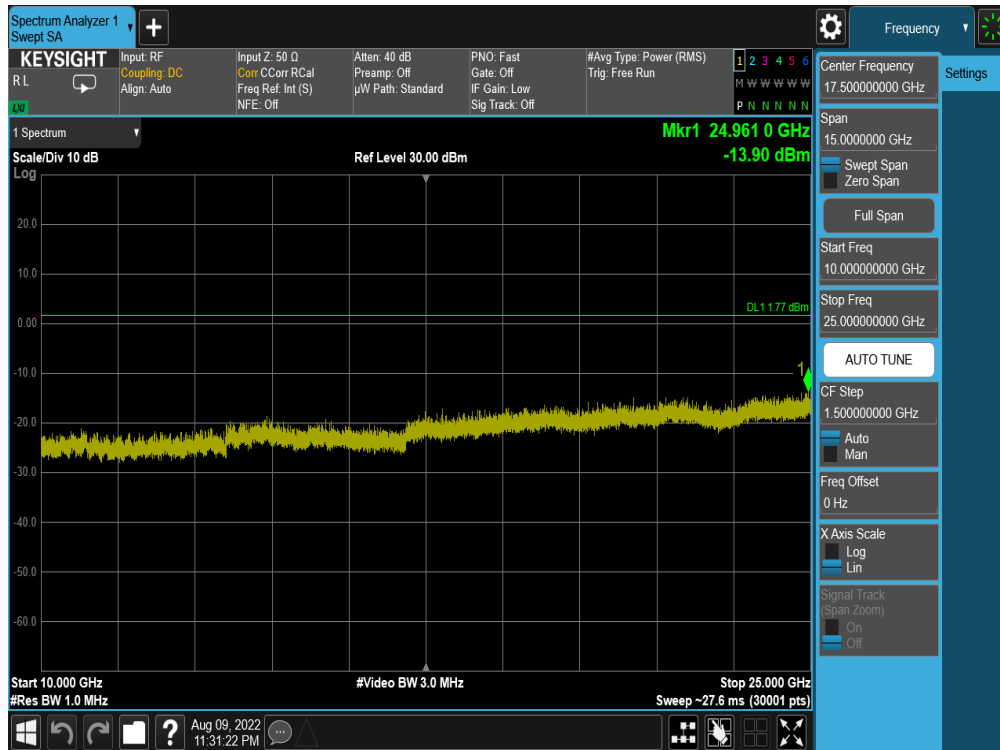 Spectrum Analyzer 1
Swept SA
Frequency
KEYSIGHT
R L
LXI
Input: RF
Coupling: DC
Align: Auto
Input Z: 50 Ω
Corr CCorr RCal
Freq Ref: Int (S)
NFE: Off
Atten: 40 dB
Preamp: Off
µW Path: Standard
PNO: Fast
Gate: Off
IF Gain: Low
Sig Track: Off
#Avg Type: Power (RMS)
Trig: Free Run
1 2 3 4 5 6
M W W W W W
P N N N N N
1 Spectrum
Mkr1 24.961 0 GHz
Scale/Div 10 dB
Ref Level 30.00 dBm
-13.90 dBm
Log
20.0
10.0
DL1 1.77 dBm
0.00
-10.0
1
-20.0
-30.0
-40.0
-50.0
-60.0
Start 10.000 GHz
#Video BW 3.0 MHz
Stop 25.000 GHz
#Res BW 1.0 MHz
Sweep ~27.6 ms (30001 pts)
Center Frequency
17.500000000 GHz
Settings
Span
15.0000000 GHz
Swept Span
Zero Span
Full Span
Start Freq
10.000000000 GHz
Stop Freq
25.000000000 GHz
AUTO TUNE
CF Step
1.500000000 GHz
Auto
Man
Freq Offset
0 Hz
X Axis Scale
Log
Lin
Signal Track
(Span Zoom)
On
Off
?
Aug 09, 2022
11:31:22 PM